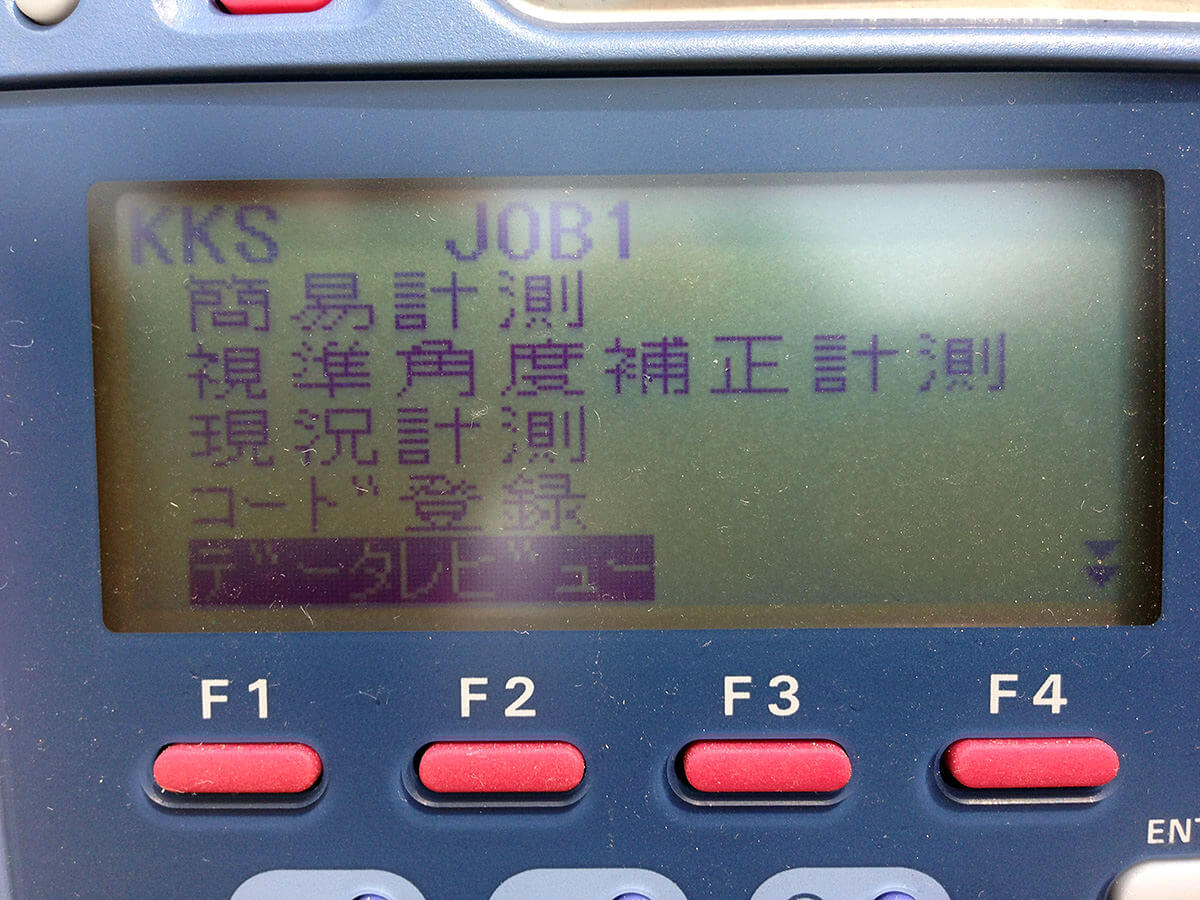 KKS JOB1
簡易計測
視準角度補正計測
現況計測
コード登録
データレビュー
F1 F2 F3 F4
ENT